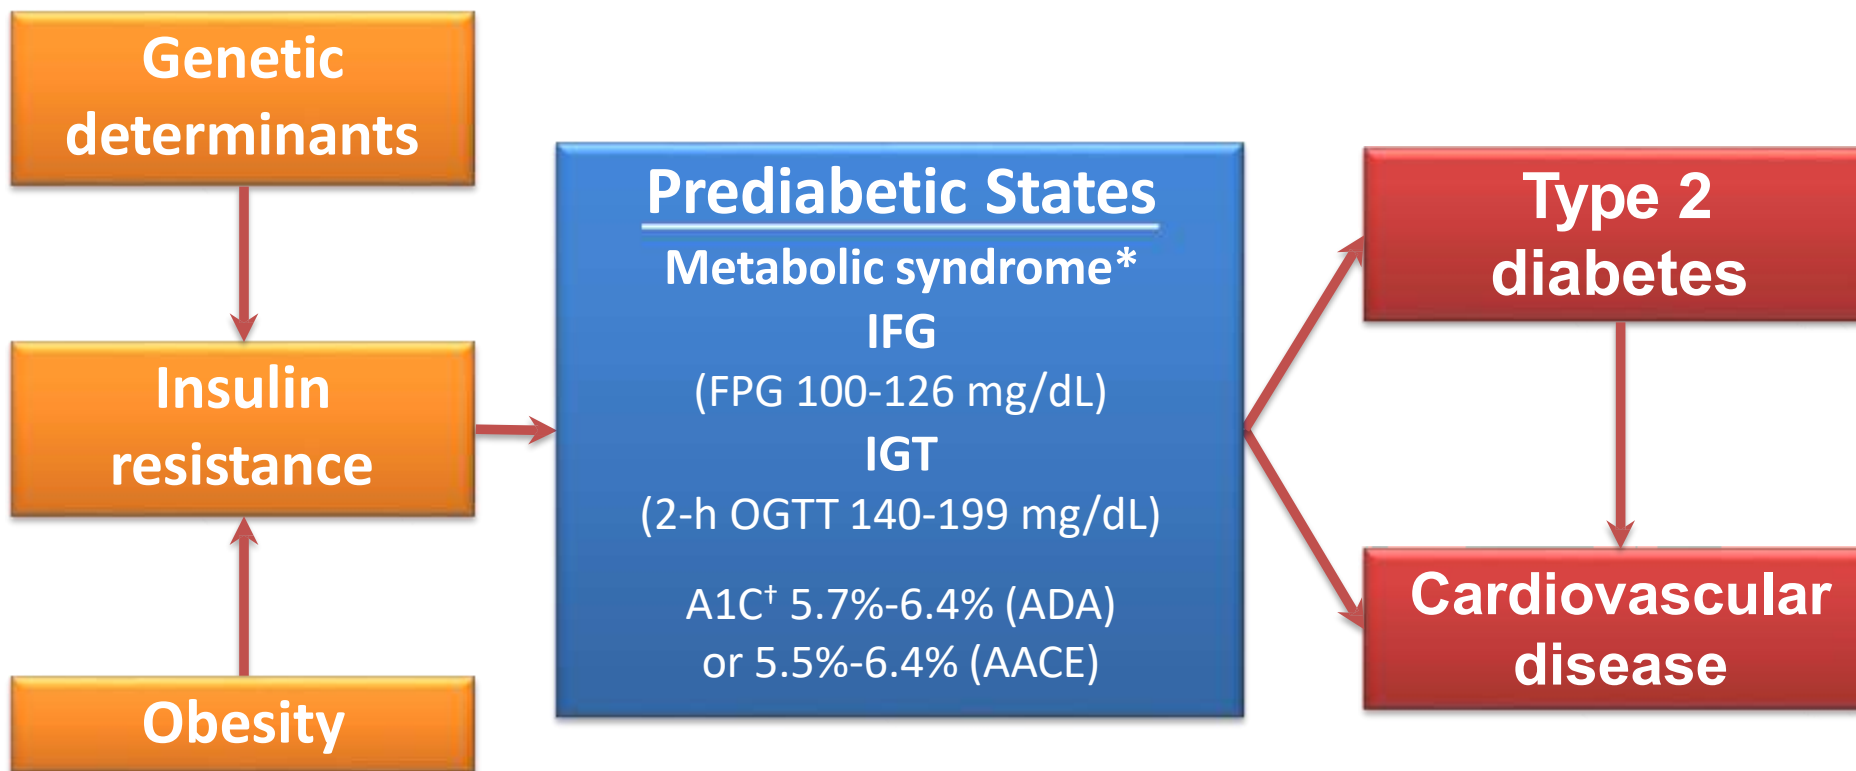 Genetic
determinants
Insulin
resistance
Obesity
Prediabetic States
Metabolic syndrome*
IFG
(FPG 100-126 mg/dL)
IGT
(2-h OGTT 140-199 mg/dL)
A1C† 5.7%-6.4% (ADA)
or 5.5%-6.4% (AACE)
Type 2
diabetes
Cardiovascular
disease